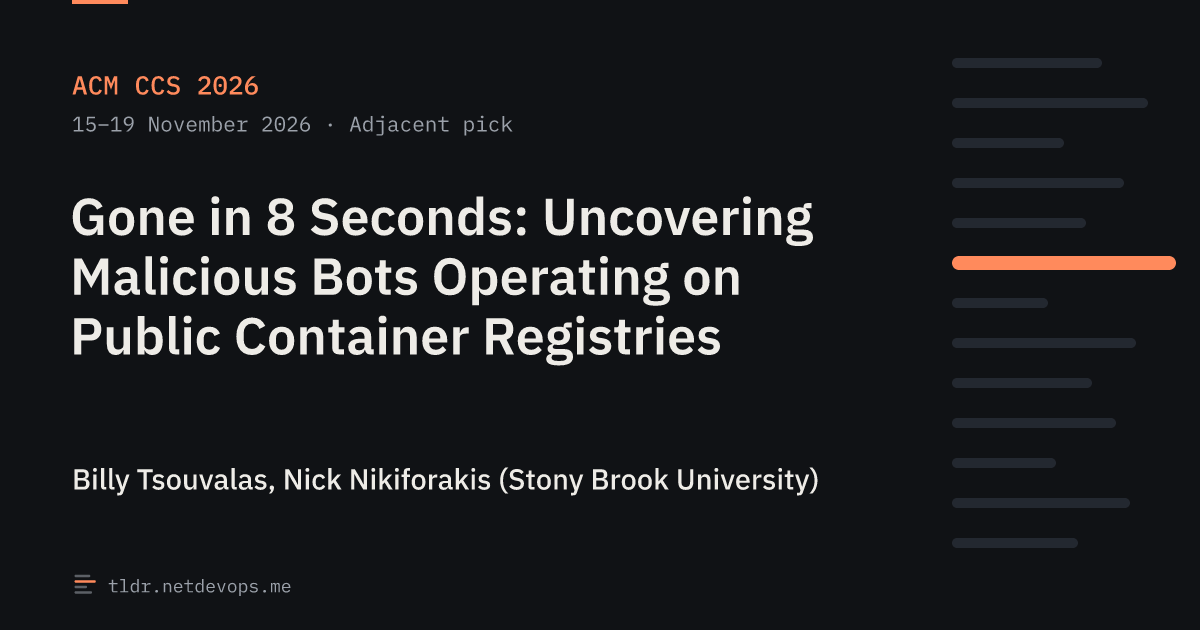 ACM CCS 2026
15–19 November 2026 · Adjacent pick
Gone in 8 Seconds: Uncovering
Malicious Bots Operating on
Public Container Registries
Billy Tsouvalas, Nick Nikiforakis (Stony Brook University)
tldr.netdevops.me